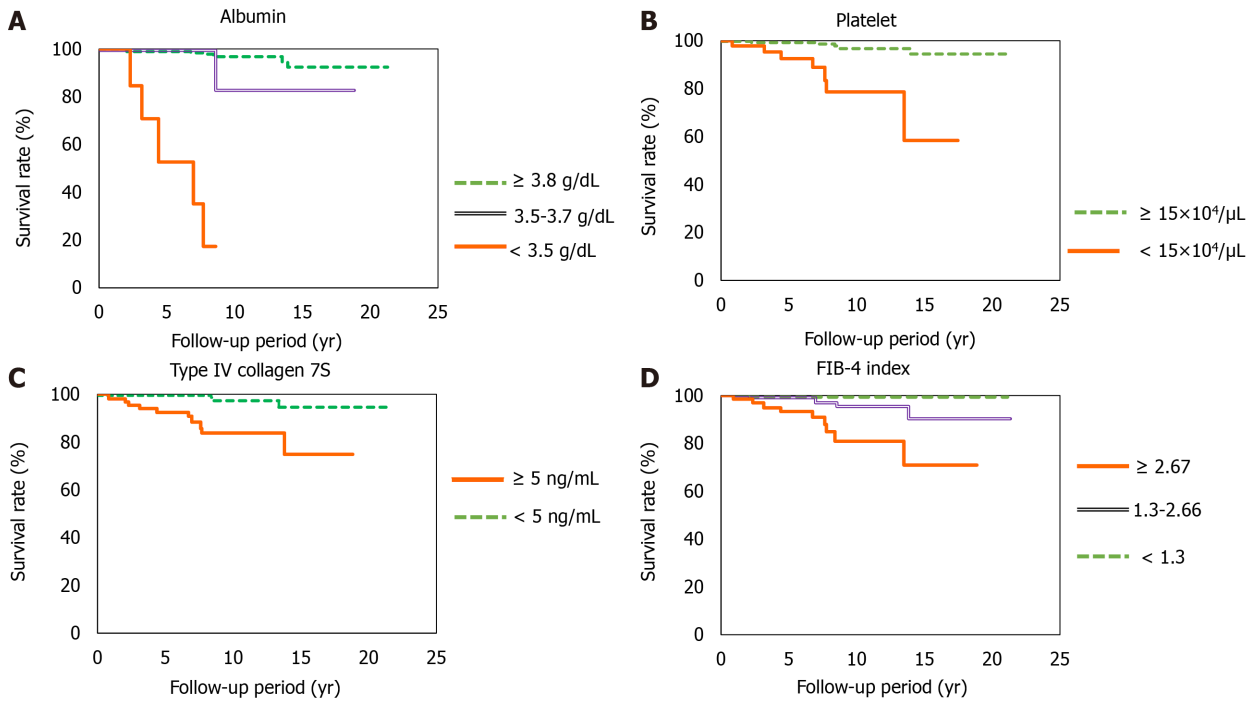 A
Albumin
Survival rate (%)
100
80
60
40
20
0
0 5 10 15 20 25
Follow-up period (yr)
≥ 3.8 g/dL
3.5-3.7 g/dL
< 3.5 g/dL
B
Platelet
Survival rate (%)
100
80
60
40
20
0
0 5 10 15 20 25
Follow-up period (yr)
≥ 15×10⁴/µL
< 15×10⁴/µL
C
Type IV collagen 7S
Survival rate (%)
100
80
60
40
20
0
0 5 10 15 20 25
Follow-up period (yr)
≥ 5 ng/mL
< 5 ng/mL
D
FIB-4 index
Survival rate (%)
100
80
60
40
20
0
0 5 10 15 20 25
Follow-up period (yr)
≥ 2.67
1.3-2.66
< 1.3